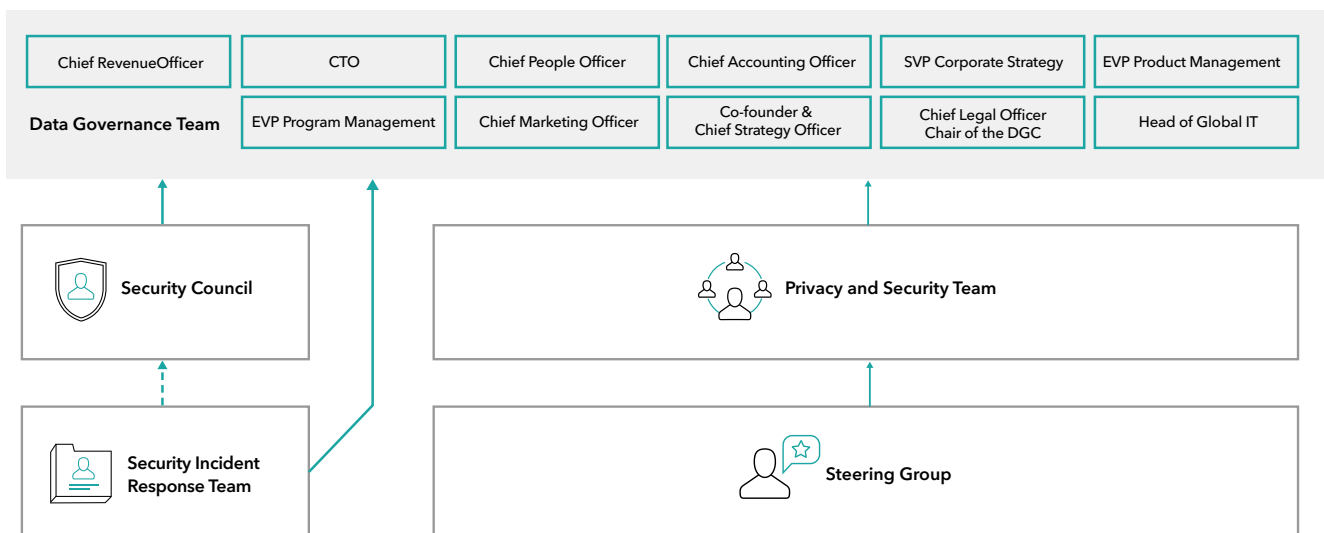 Chief RevenueOfficer
CTO
Chief People Officer
Chief Accounting Officer
SVP Corporate Strategy
EVP Product Management
Data Governance Team
EVP Program Management
Chief Marketing Officer
Co-founder &
Chief Strategy Officer
Chief Legal Officer
Chair of the DGC
Head of Global IT
Security Council
Privacy and Security Team
Security Incident
Response Team
Steering Group